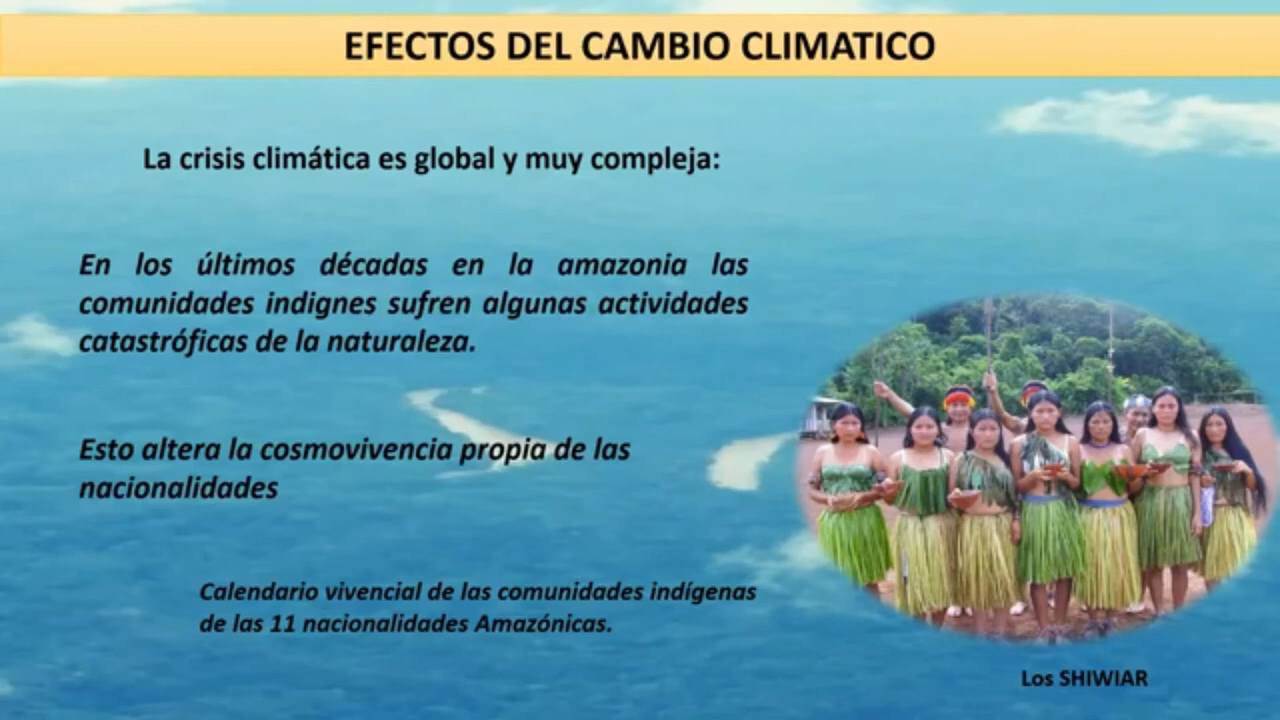 EFECTOS DEL CAMBIO CLIMATICO
La crisis climática es global y muy compleja:
En los últimos décadas en la amazonia las
comunidades indignes sufren algunas actividades
catastróficas de la naturaleza.
Esto altera la cosmovivencia propia de las
nacionalidades
Calendario vivencial de las comunidades indígenas
de las 11 nacionalidades Amazónicas.
Los SHIWIAR